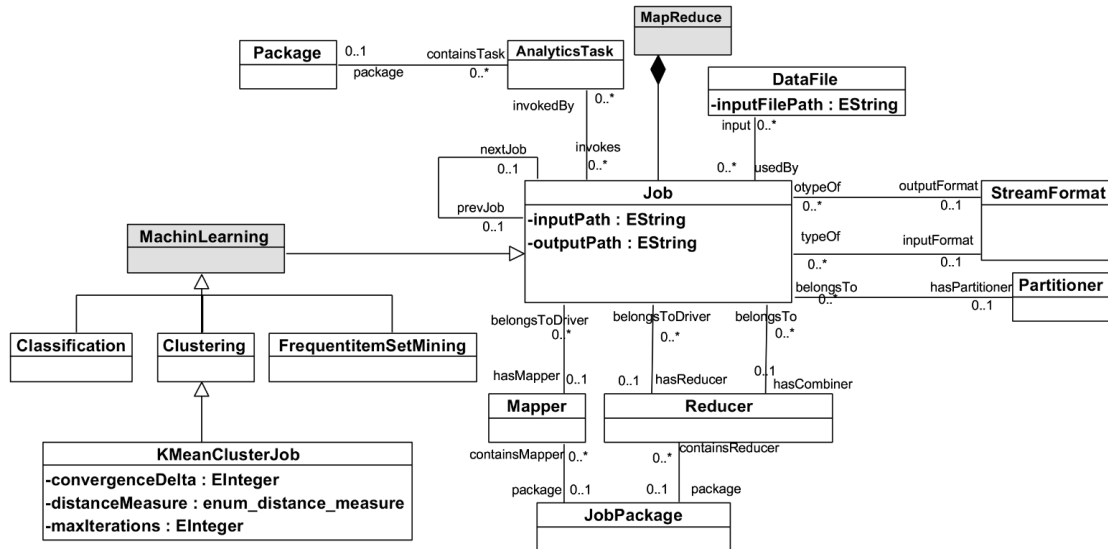 MapReduce
Package
0..1
package
containsTask
0..*
AnalyticsTask
invokedBy
0..*
invokes
0..*
DataFile
-inputFilePath : EString
input
0..*
0..*
usedBy
nextJob
0..1
prevJob
0..1
Job
-inputPath : EString
-outputPath : EString
otypeOf
0..*
outputFormat
0..1
StreamFormat
typeOf
0..*
inputFormat
0..1
belongsTo
0..*
hasPartitioner
0..1
Partitioner
MachinLearning
Classification
Clustering
FrequentitemSetMining
belongsToDriver
0..*
belongsToDriver
0..*
belongsTo
0..*
hasMapper
0..1
0..1
hasReducer
0..1
hasCombiner
Mapper
Reducer
KMeanClusterJob
-convergenceDelta : EInteger
-distanceMeasure : enum_distance_measure
-maxIterations : EInteger
containsMapper
0..*
containsReducer
0..*
package
0..1
0..1
package
JobPackage